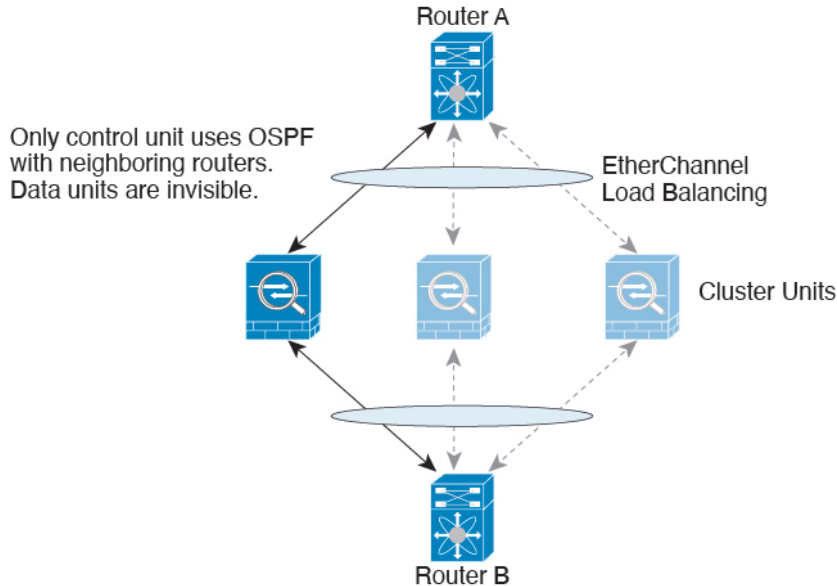 Router A
Only control unit uses OSPF
with neighboring routers.
Data units are invisible.
EtherChannel
Load Balancing
Cluster Units
Router B